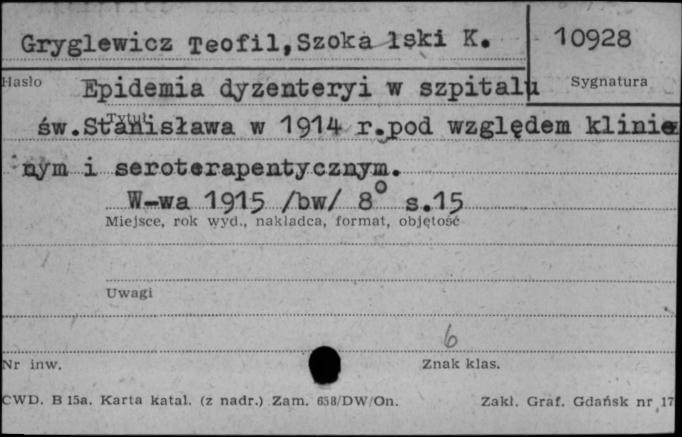 Gryglewicz Teofil, Szokalski K.
10928
Hasło
Sygnatura
Epidemia dyzenteryi w szpitalu
Tytuł
św.Stanisława w 1914 r.pod względem klinicz
nym i seroterapentycznym.
W-wa 1915 /bw/ 8° s.15
Miejsce, rok wyd., nakładca, format, objętość
Uwagi
6
Nr inw.
Znak klas.
CWD. B 15a. Karta katal. (z nadr.) Zam. 658/DW/On.
Zakł. Graf. Gdańsk nr 17